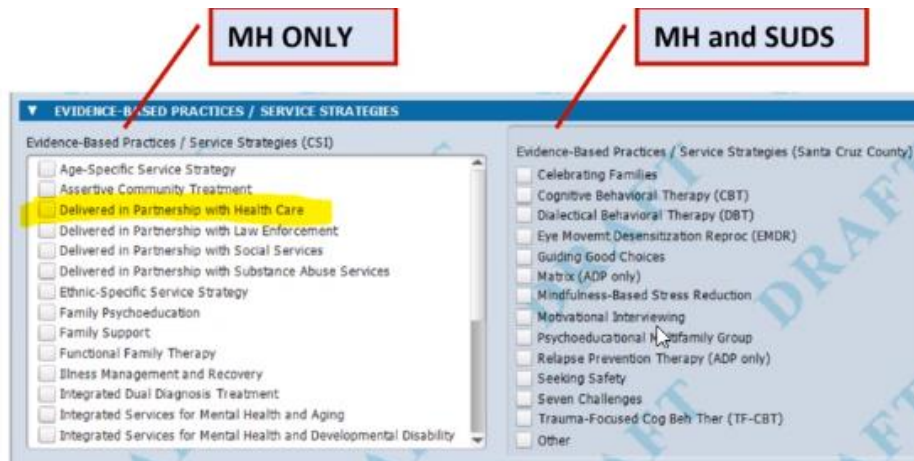 MH ONLY
MH and SUDS
▼ EVIDENCE-BASED PRACTICES / SERVICE STRATEGIES
Evidence-Based Practices / Service Strategies (CSI)
Age-Specific Service Strategy
Assertive Community Treatment
Delivered in Partnership with Health Care
Delivered in Partnership with Law Enforcement
Delivered in Partnership with Social Services
Delivered in Partnership with Substance Abuse Services
Ethnic-Specific Service Strategy
Family Psychoeducation
Family Support
Functional Family Therapy
Illness Management and Recovery
Integrated Dual Diagnosis Treatment
Integrated Services for Mental Health and Aging
Integrated Services for Mental Health and Developmental Disability
Evidence-Based Practices / Service Strategies (Santa Cruz County)
Celebrating Families
Cognitive Behavioral Therapy (CBT)
Dialectical Behavioral Therapy (DBT)
Eye Movemt Desensitization Reproc (EMDR)
Guiding Good Choices
Matrix (ADP only)
Mindfulness-Based Stress Reduction
Motivational Interviewing
Psychoeducational Multifamily Group
Relapse Prevention Therapy (ADP only)
Seeking Safety
Seven Challenges
Trauma-Focused Cog Beh Ther (TF-CBT)
Other
DRAFT
DRAFT